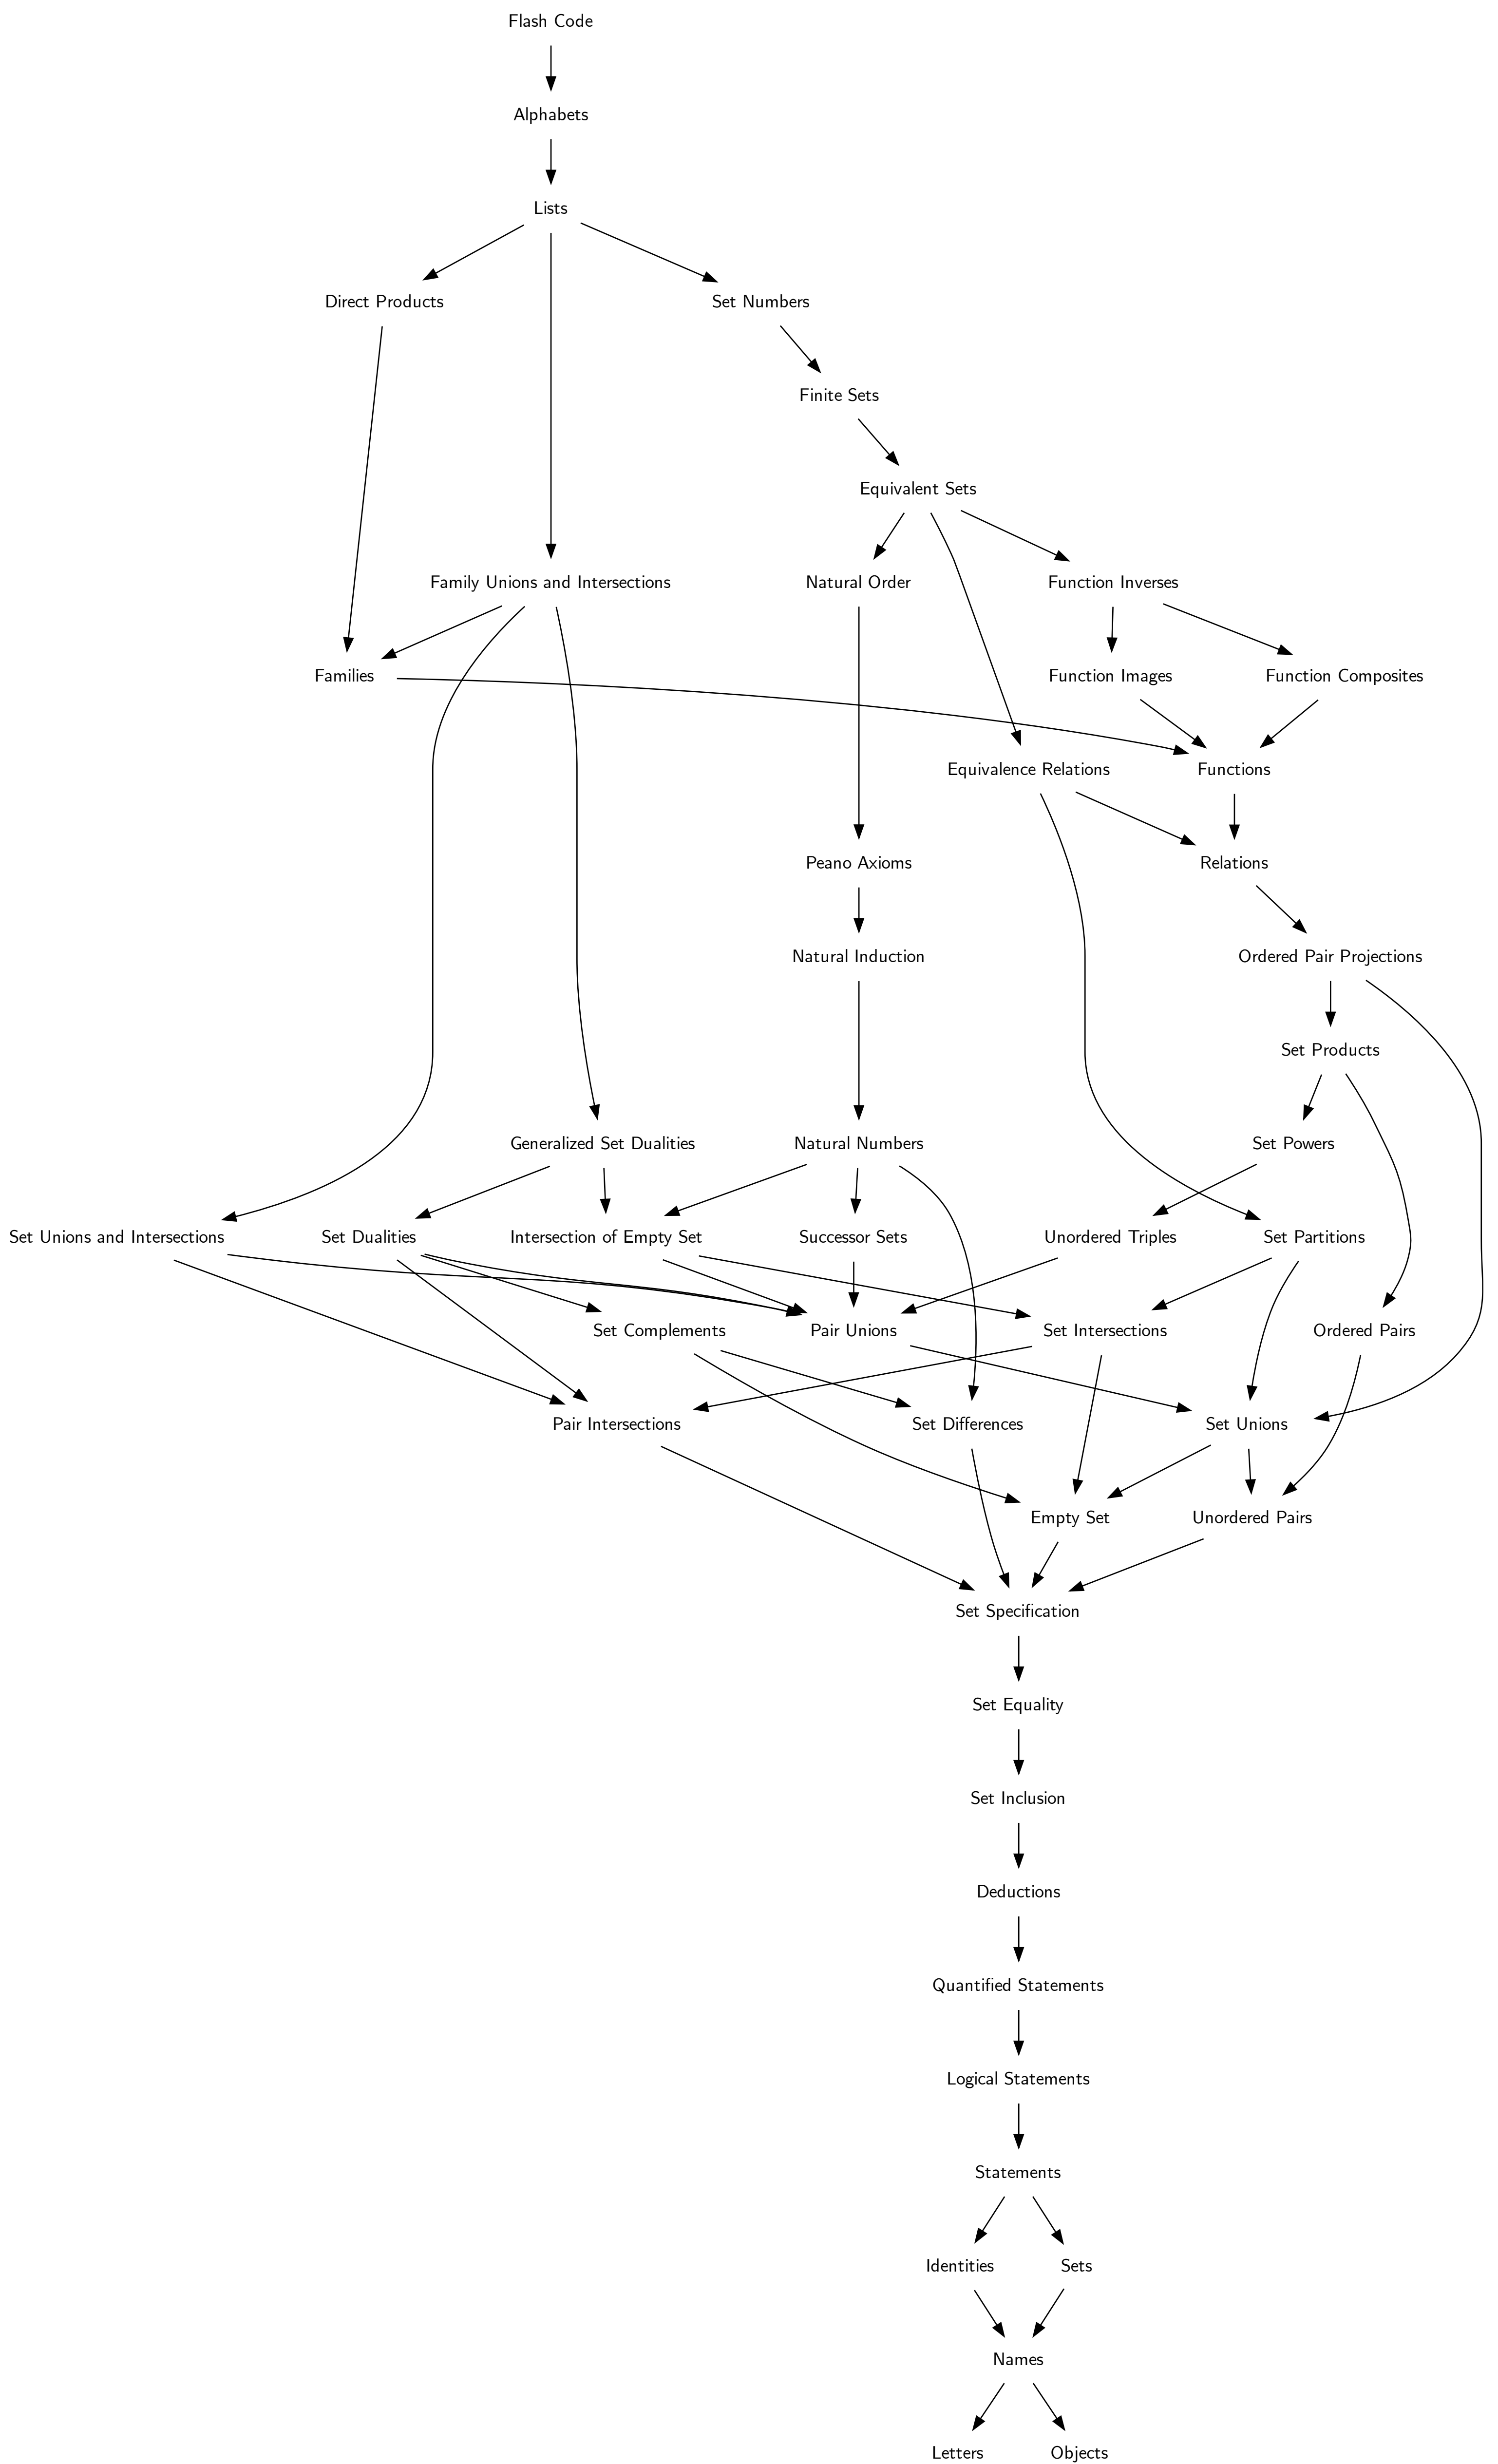 Flash Code
Alphabets
Lists
Direct Products
Set Numbers
Finite Sets
Equivalent Sets
Family Unions and Intersections
Natural Order
Function Inverses
Families
Function Images
Function Composites
Equivalence Relations
Functions
Peano Axioms
Relations
Natural Induction
Ordered Pair Projections
Set Products
Generalized Set Dualities
Natural Numbers
Set Powers
Set Unions and Intersections
Set Dualities
Intersection of Empty Set
Successor Sets
Unordered Triples
Set Partitions
Set Complements
Pair Unions
Set Intersections
Ordered Pairs
Pair Intersections
Set Differences
Set Unions
Empty Set
Unordered Pairs
Set Specification
Set Equality
Set Inclusion
Deductions
Quantified Statements
Logical Statements
Statements
Identities
Sets
Names
Letters
Objects